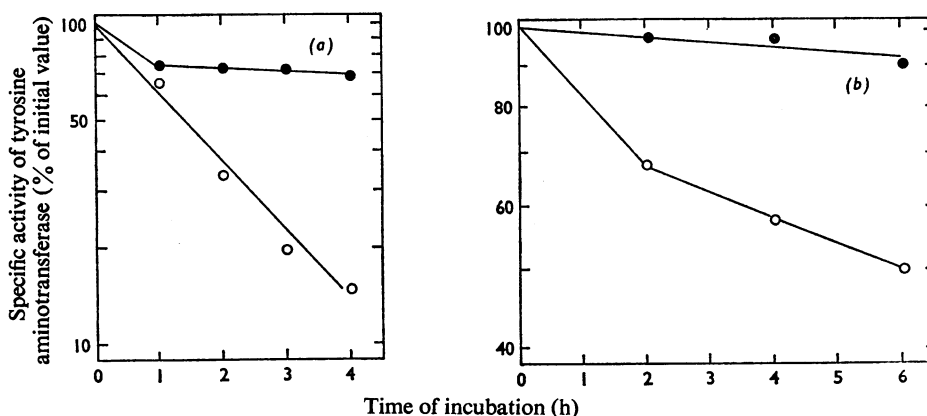 Specific activity of tyrosine
aminotransferase (% of initial value)
100
50
20
10
(a)
0 1 2 3 4
100
80
60
40
(b)
0 1 2 3 4 5 6
Time of incubation (h)